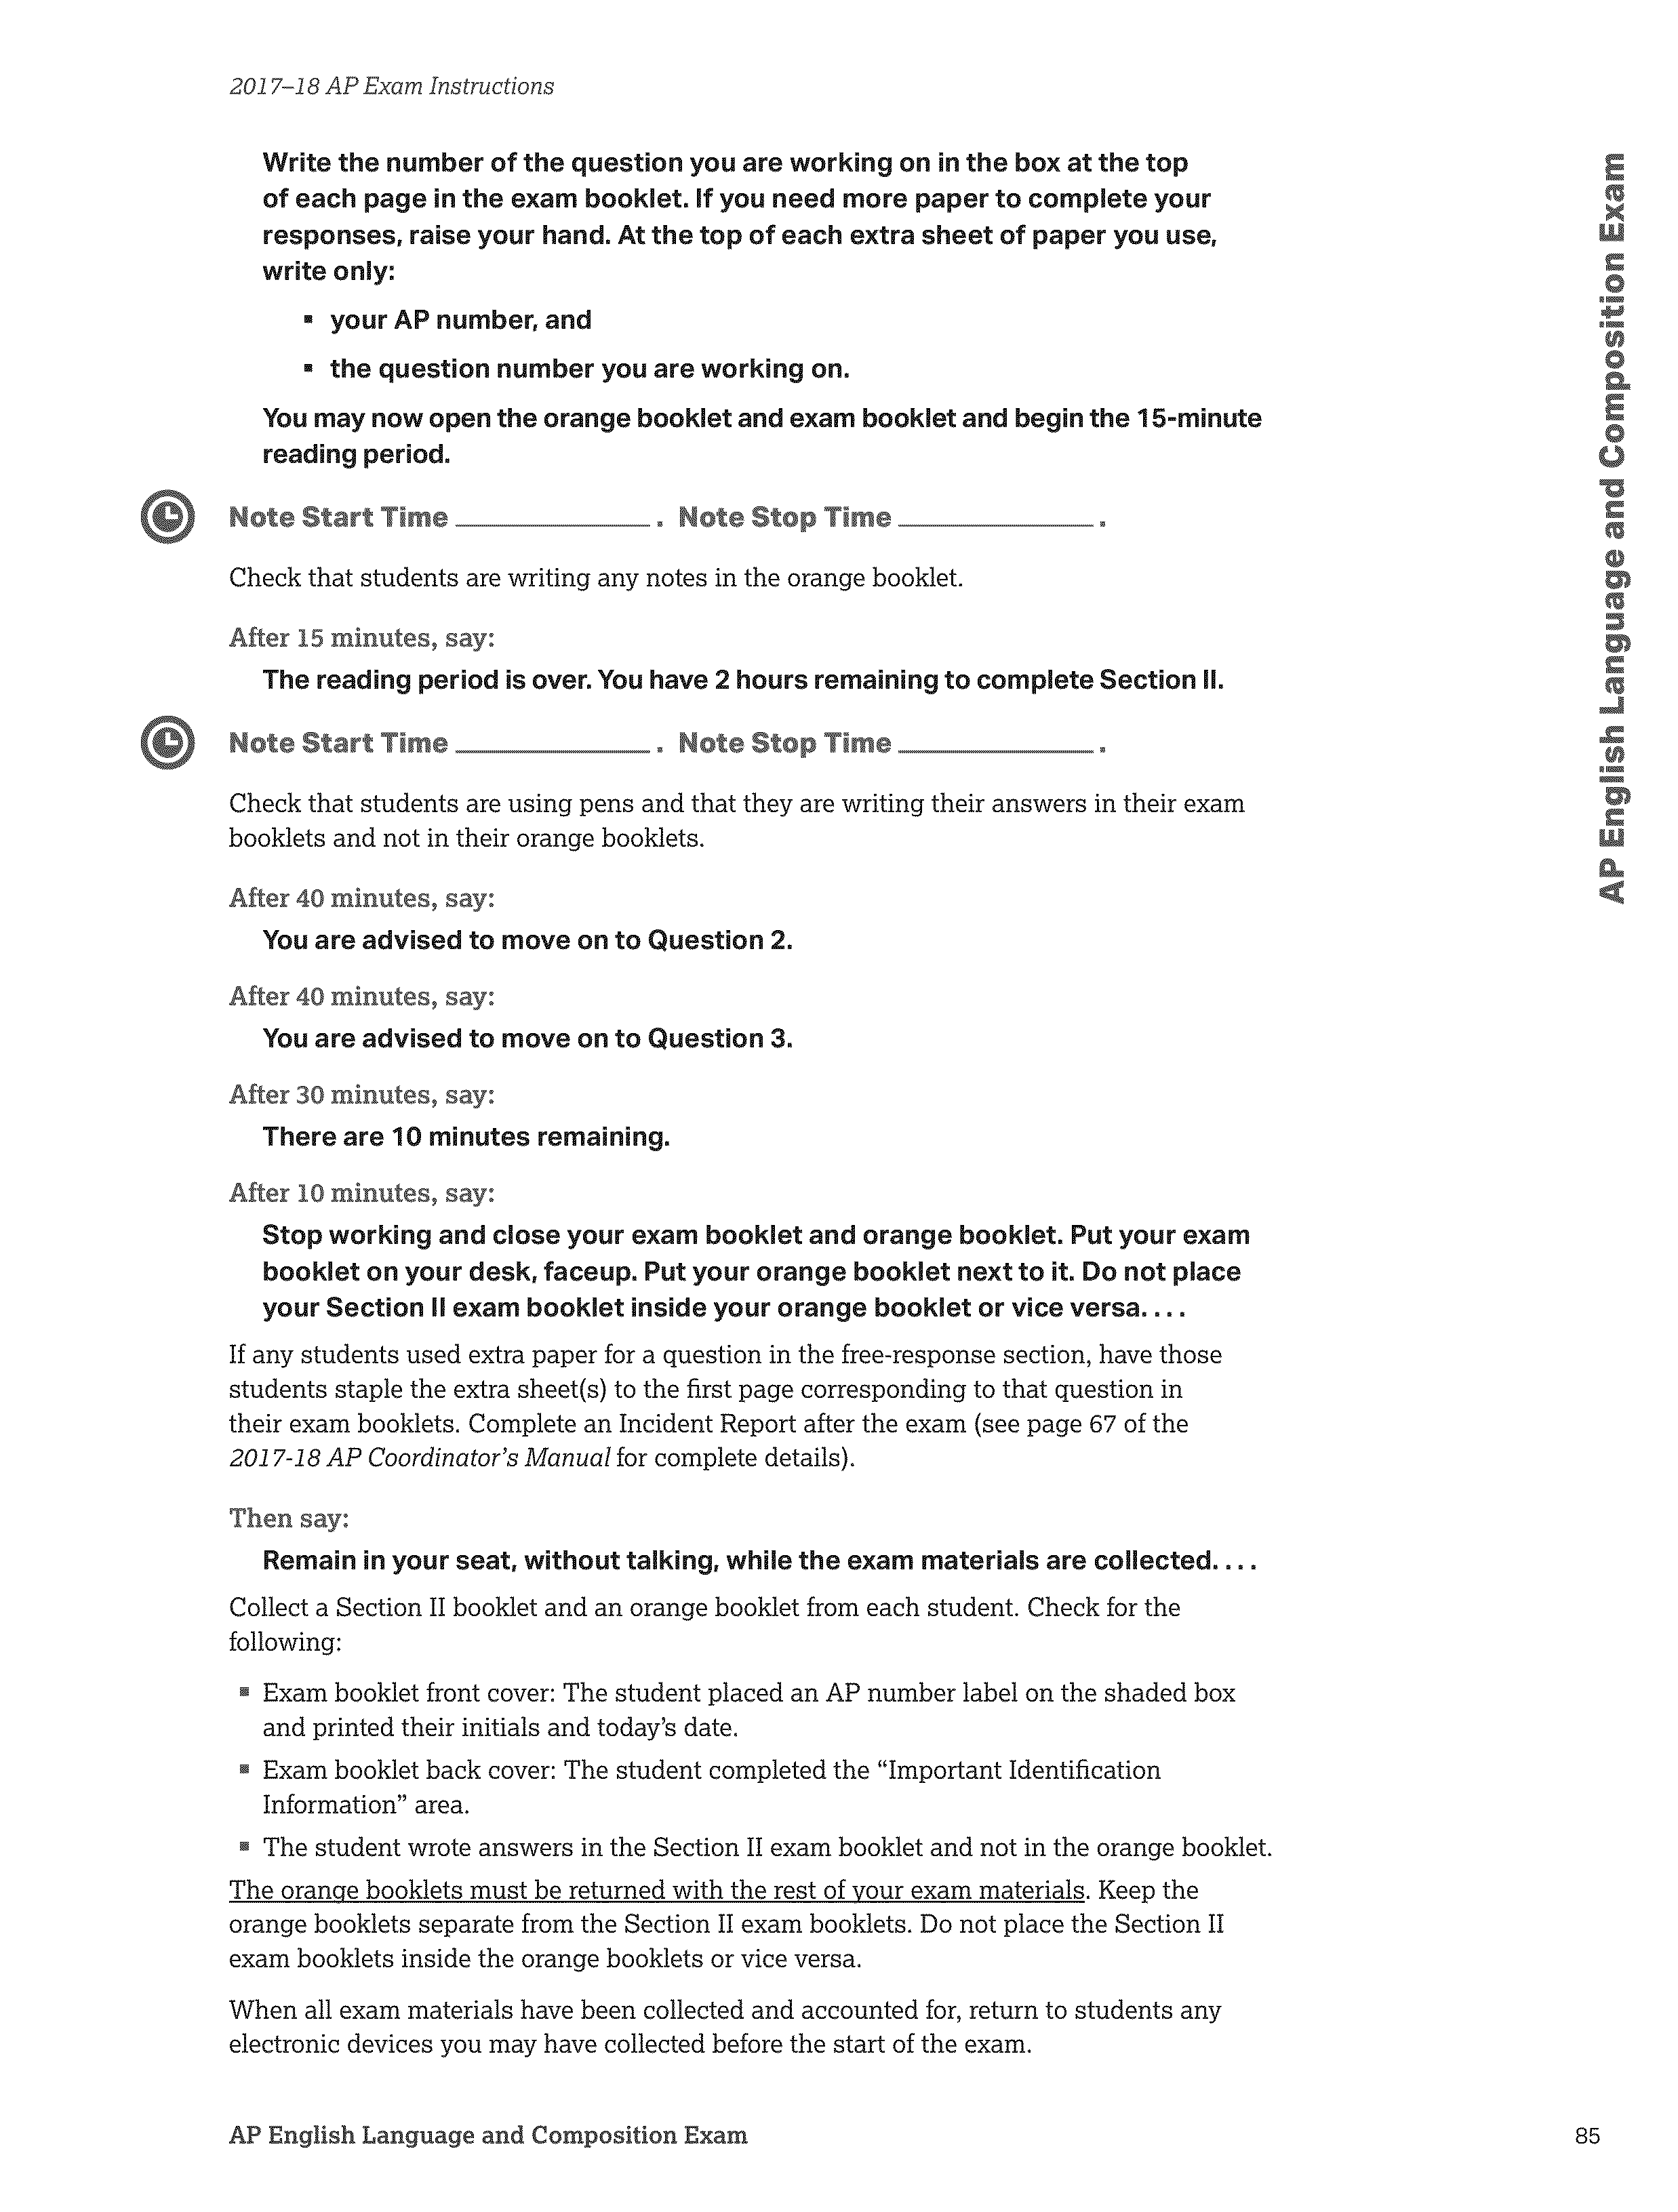 2017–18 AP Exam Instructions
Write the number of the question you are working on in the box at the top
of each page in the exam booklet. If you need more paper to complete your
responses, raise your hand. At the top of each extra sheet of paper you use,
write only:
▪ your AP number, and
▪ the question number you are working on.
You may now open the orange booklet and exam booklet and begin the 15-minute
reading period.
Note Start Time ______________ . Note Stop Time ______________ .
Check that students are writing any notes in the orange booklet.
After 15 minutes, say:
The reading period is over. You have 2 hours remaining to complete Section II.
Note Start Time ______________ . Note Stop Time ______________ .
Check that students are using pens and that they are writing their answers in their exam
booklets and not in their orange booklets.
After 40 minutes, say:
You are advised to move on to Question 2.
After 40 minutes, say:
You are advised to move on to Question 3.
After 30 minutes, say:
There are 10 minutes remaining.
After 10 minutes, say:
Stop working and close your exam booklet and orange booklet. Put your exam
booklet on your desk, faceup. Put your orange booklet next to it. Do not place
your Section II exam booklet inside your orange booklet or vice versa. . . .
If any students used extra paper for a question in the free-response section, have those
students staple the extra sheet(s) to the first page corresponding to that question in
their exam booklets. Complete an Incident Report after the exam (see page 67 of the
2017-18 AP Coordinator's Manual for complete details).
Then say:
Remain in your seat, without talking, while the exam materials are collected. . . .
Collect a Section II booklet and an orange booklet from each student. Check for the
following:
▪ Exam booklet front cover: The student placed an AP number label on the shaded box
and printed their initials and today's date.
▪ Exam booklet back cover: The student completed the “Important Identification
Information” area.
▪ The student wrote answers in the Section II exam booklet and not in the orange booklet.
The orange booklets must be returned with the rest of your exam materials. Keep the
orange booklets separate from the Section II exam booklets. Do not place the Section II
exam booklets inside the orange booklets or vice versa.
When all exam materials have been collected and accounted for, return to students any
electronic devices you may have collected before the start of the exam.
AP English Language and Composition Exam
85
AP English Language and Composition Exam